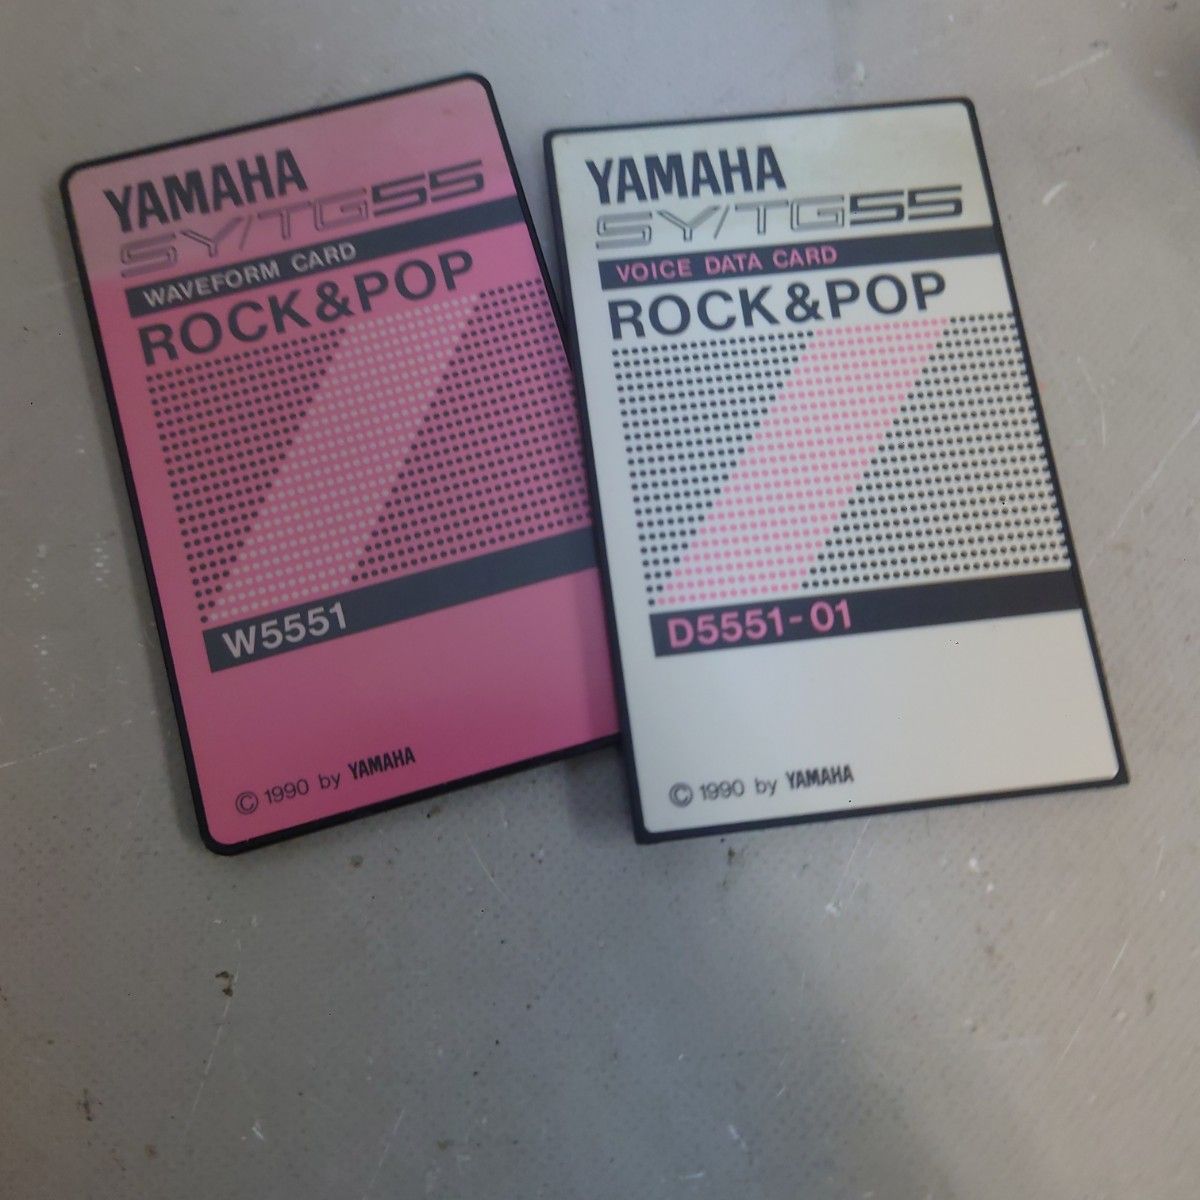 YAMAHA
SY/TG55
WAVEFORM CARD
ROCK&POP
W5551
© 1990 by YAMAHA
YAMAHA
SY/TG55
VOICE DATA CARD
ROCK&POP
D5551-01
© 1990 by YAMAHA